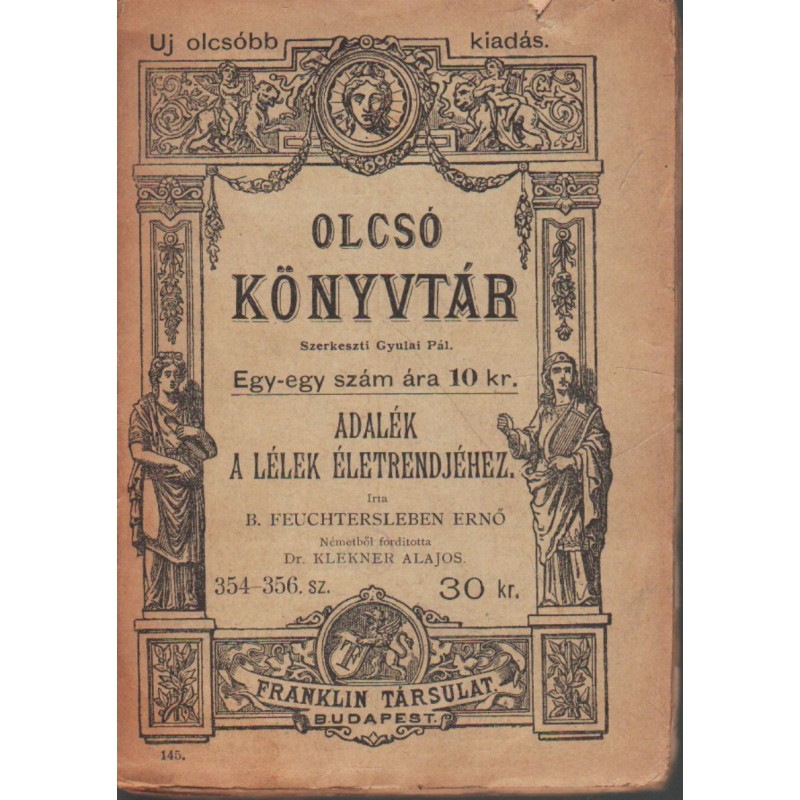 Uj olcsóbb kiadás.
OLCSÓ
KÖNYVTÁR
Szerkeszti Gyulai Pál.
Egy-egy szám ára 10 kr.
ADALÉK
A LÉLEK ÉLETRENDJÉHEZ.
Irta
B. FEUCHTERSLEBEN ERNŐ
Németből forditotta
Dr. KLEKNER ALAJOS.
354–356. sz. 30 kr.
FT
FRANKLIN TÁRSULAT
BUDAPEST.
145.